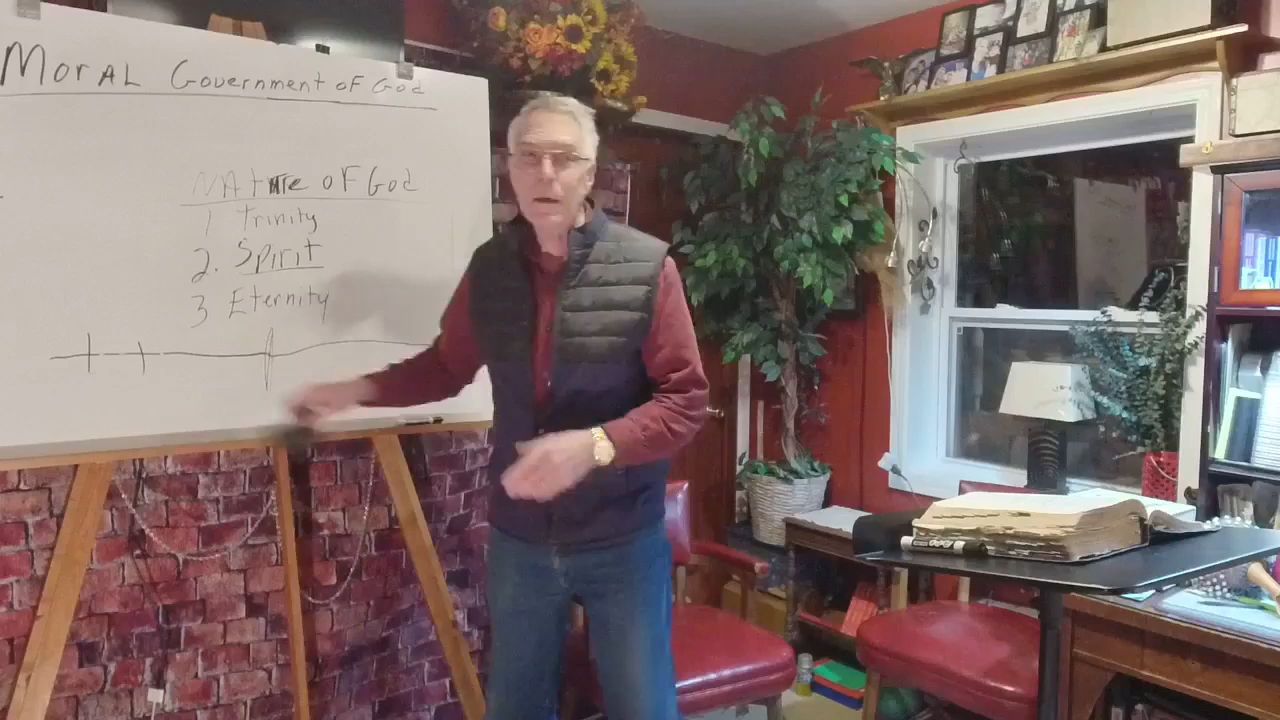 Moral Government of God
Nature of God
1 Trinity
2. Spirit
3 Eternity